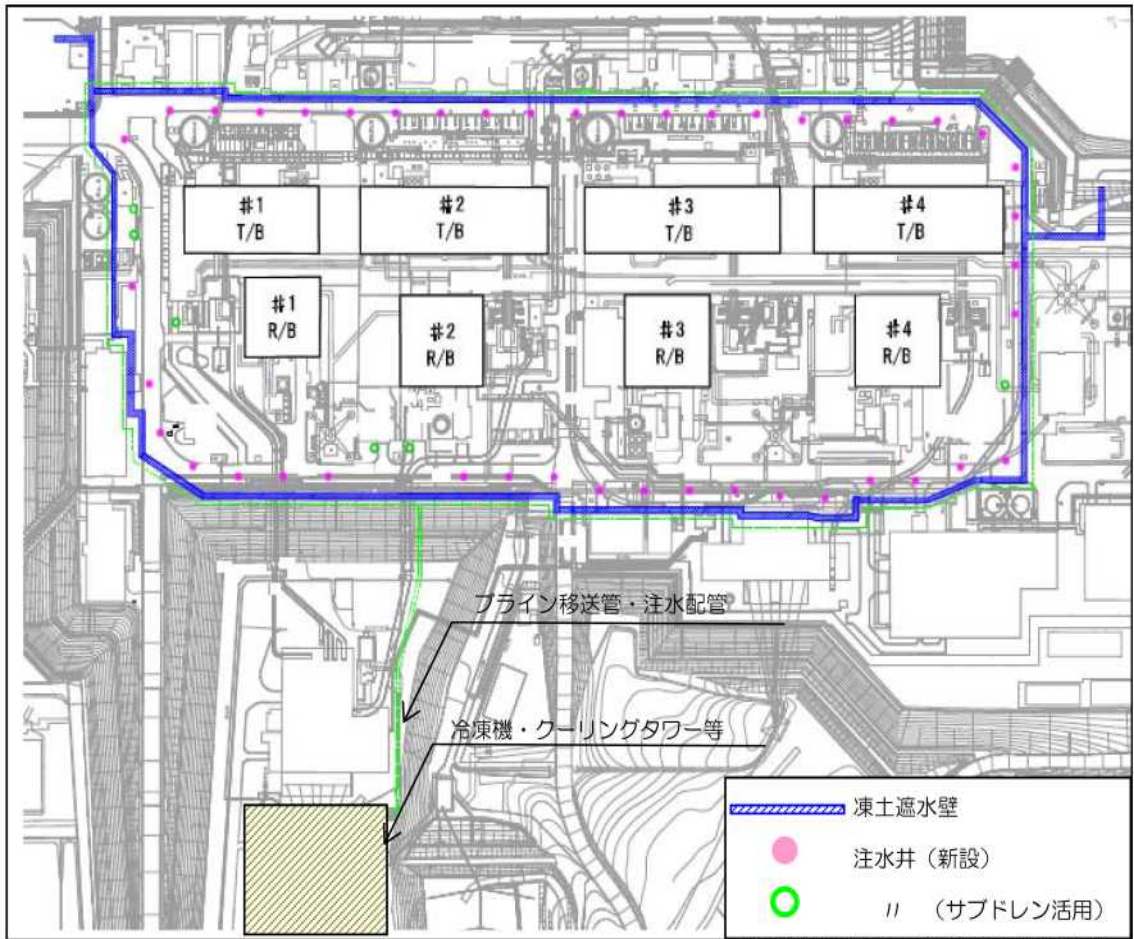 #1
T/B
#2
T/B
#3
T/B
#4
T/B
#1
R/B
#2
R/B
#3
R/B
#4
R/B
ブライン移送管・注水配管
冷凍機・クーリングタワー等
凍土遮水壁
注水井（新設）
〃 （サブドレン活用）